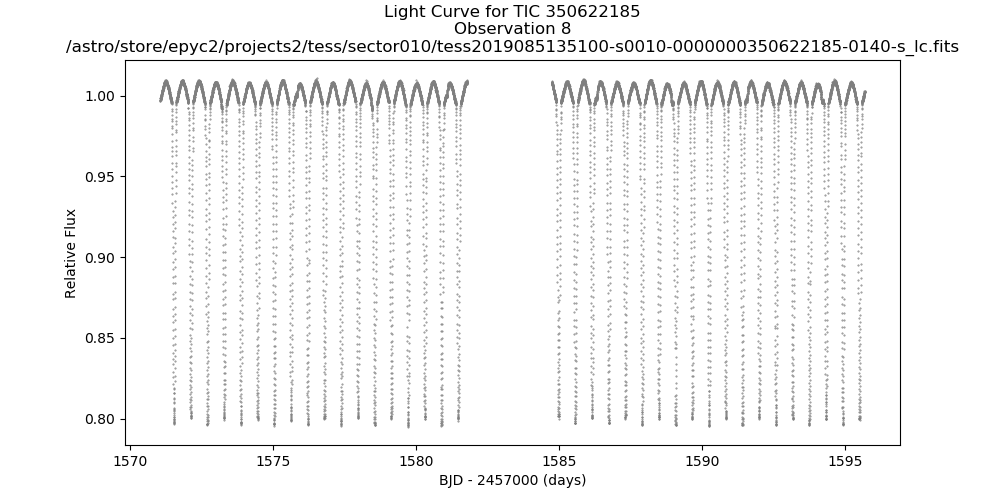 Light Curve for TIC 350622185
Observation 8
/astro/store/epyc2/projects2/tess/sector010/tess2019085135100-s0010-0000000350622185-0140-s_lc.fits
1.00
0.95
0.90
0.85
0.80
Relative Flux
1570 1575 1580 1585 1590 1595
BJD - 2457000 (days)